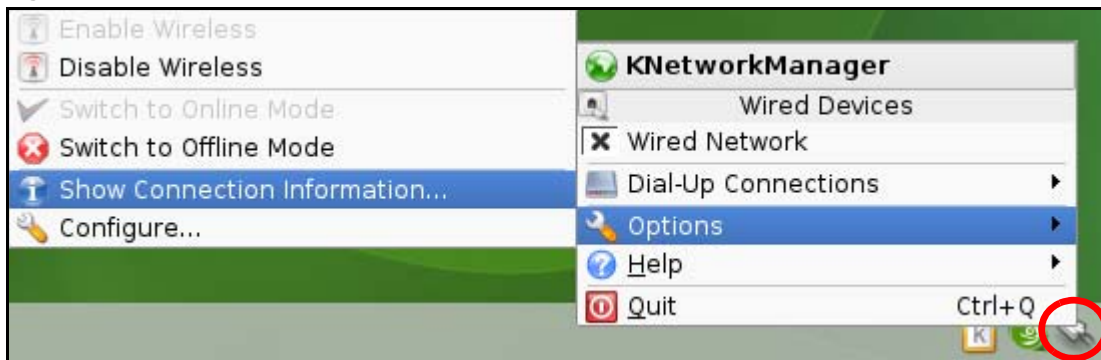 Enable Wireless
Disable Wireless
Switch to Online Mode
Switch to Offline Mode
Show Connection Information...
Configure...
KNetworkManager
Wired Devices
Wired Network
Dial-Up Connections
Options
Help
Quit Ctrl+Q
K